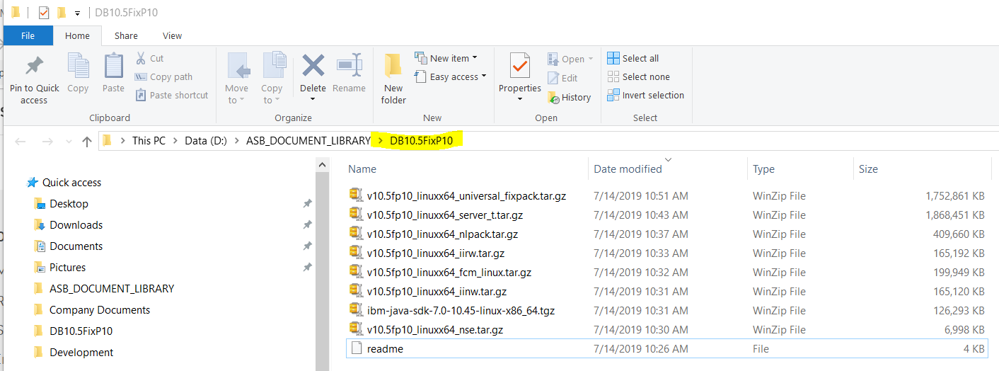 DB10.5FixP10
File Home Share View
Pin to Quick access
Copy
Paste
Cut
Copy path
Paste shortcut
Clipboard
Move to
Copy to
Delete
Rename
Organize
New folder
New item
Easy access
New
Properties
Open
Edit
History
Open
Select all
Select none
Invert selection
Select
This PC > Data (D:) > ASB_DOCUMENT_LIBRARY > DB10.5FixP10
Quick access
Desktop
Downloads
Documents
Pictures
ASB_DOCUMENT_LIBRARY
Company Documents
DB10.5FixP10
Development
Name Date modified Type Size
v10.5fp10_linuxx64_universal_fixpack.tar.gz 7/14/2019 10:51 AM WinZip File 1,752,861 KB
v10.5fp10_linuxx64_server_t.tar.gz 7/14/2019 10:43 AM WinZip File 1,868,451 KB
v10.5fp10_linuxx64_nlpack.tar.gz 7/14/2019 10:37 AM WinZip File 409,660 KB
v10.5fp10_linuxx64_iirw.tar.gz 7/14/2019 10:33 AM WinZip File 165,192 KB
v10.5fp10_linuxx64_fcm_linux.tar.gz 7/14/2019 10:32 AM WinZip File 199,949 KB
v10.5fp10_linuxx64_iinw.tar.gz 7/14/2019 10:31 AM WinZip File 165,120 KB
ibm-java-sdk-7.0-10.45-linux-x86_64.tgz 7/14/2019 10:31 AM WinZip File 126,293 KB
v10.5fp10_linuxx64_nse.tar.gz 7/14/2019 10:30 AM WinZip File 6,998 KB
readme 7/14/2019 10:26 AM File 4 KB